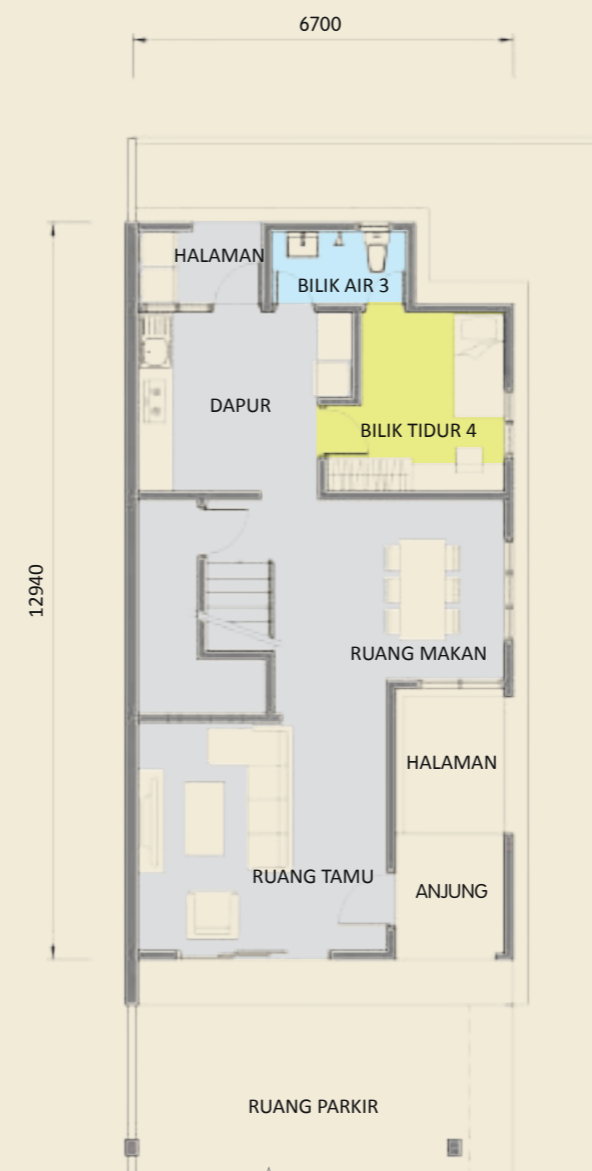 6700
HALAMAN
BILIK AIR 3
DAPUR
BILIK TIDUR 4
12940
RUANG MAKAN
HALAMAN
RUANG TAMU
ANJUNG
RUANG PARKIR